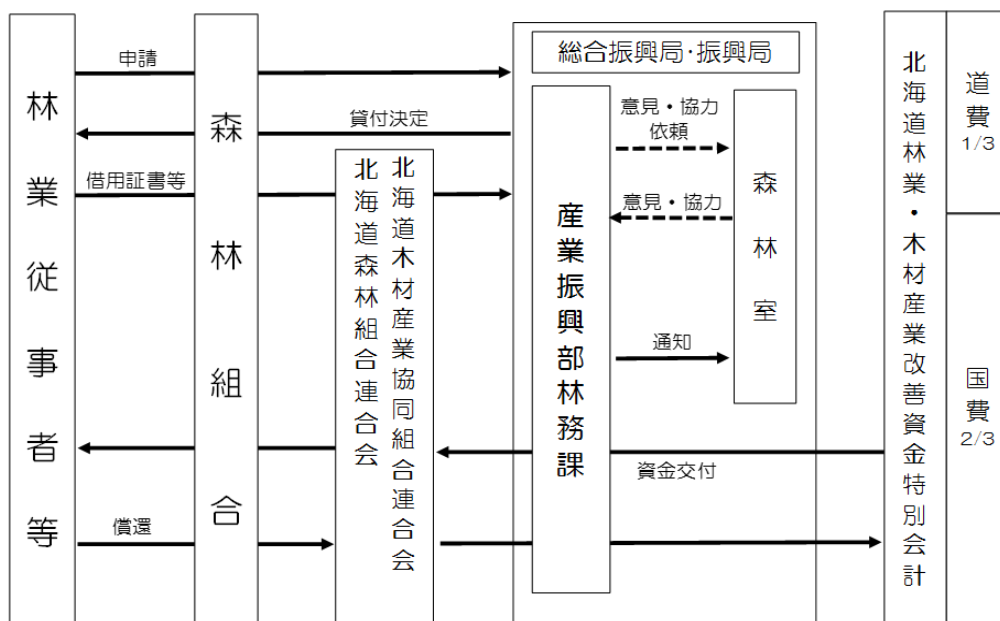 林業従事者等
申請
貸付決定
借用証書等
償還
森林組合
北海道木材産業協同組合連合会
北海道森林組合連合会
総合振興局・振興局
産業振興部林務課
意見・協力
依頼
意見・協力
通知
森林室
資金交付
北海道林業・木材産業改善資金特別会計
道費
1/3
国費
2/3